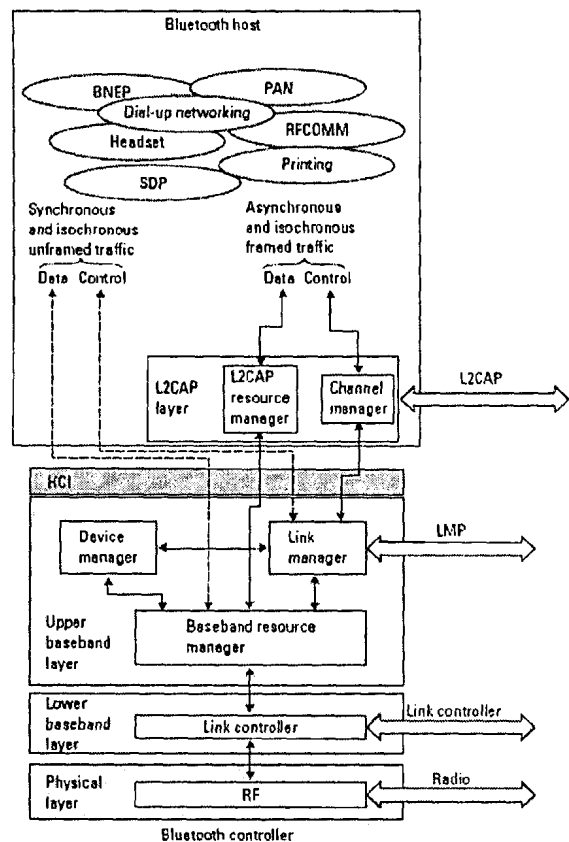 Bluetooth host
BNEP
PAN
Dial-up networking
RFCOMM
Headset
Printing
SDP
Synchronous
and isochronous
unframed traffic
Data Control
Asynchronous
and isochronous
framed traffic
Data Control
L2CAP
layer
L2CAP
resource
manager
Channel
manager
L2CAP
HCI
Device
manager
Link
manager
LMP
Upper
baseband
layer
Baseband resource
manager
Lower
baseband
layer
Link controller
Link controller
Physical
layer
RF
Radio
Bluetooth controller